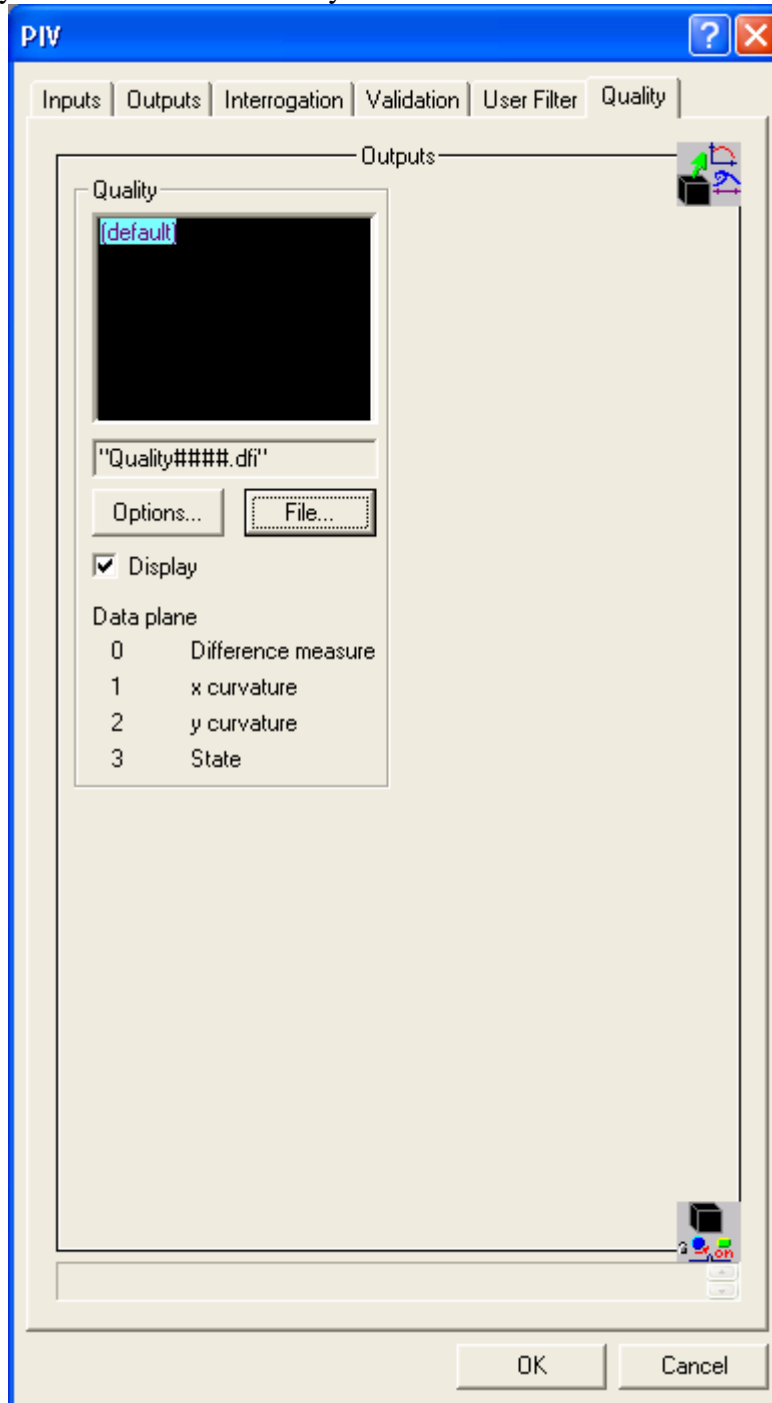 PIV
Inputs Outputs Interrogation Validation User Filter Quality
Outputs
Quality
(default)
"Quality####.dfi"
Options... File...
Display
Data plane
0 Difference measure
1 x curvature
2 y curvature
3 State
on
OK Cancel